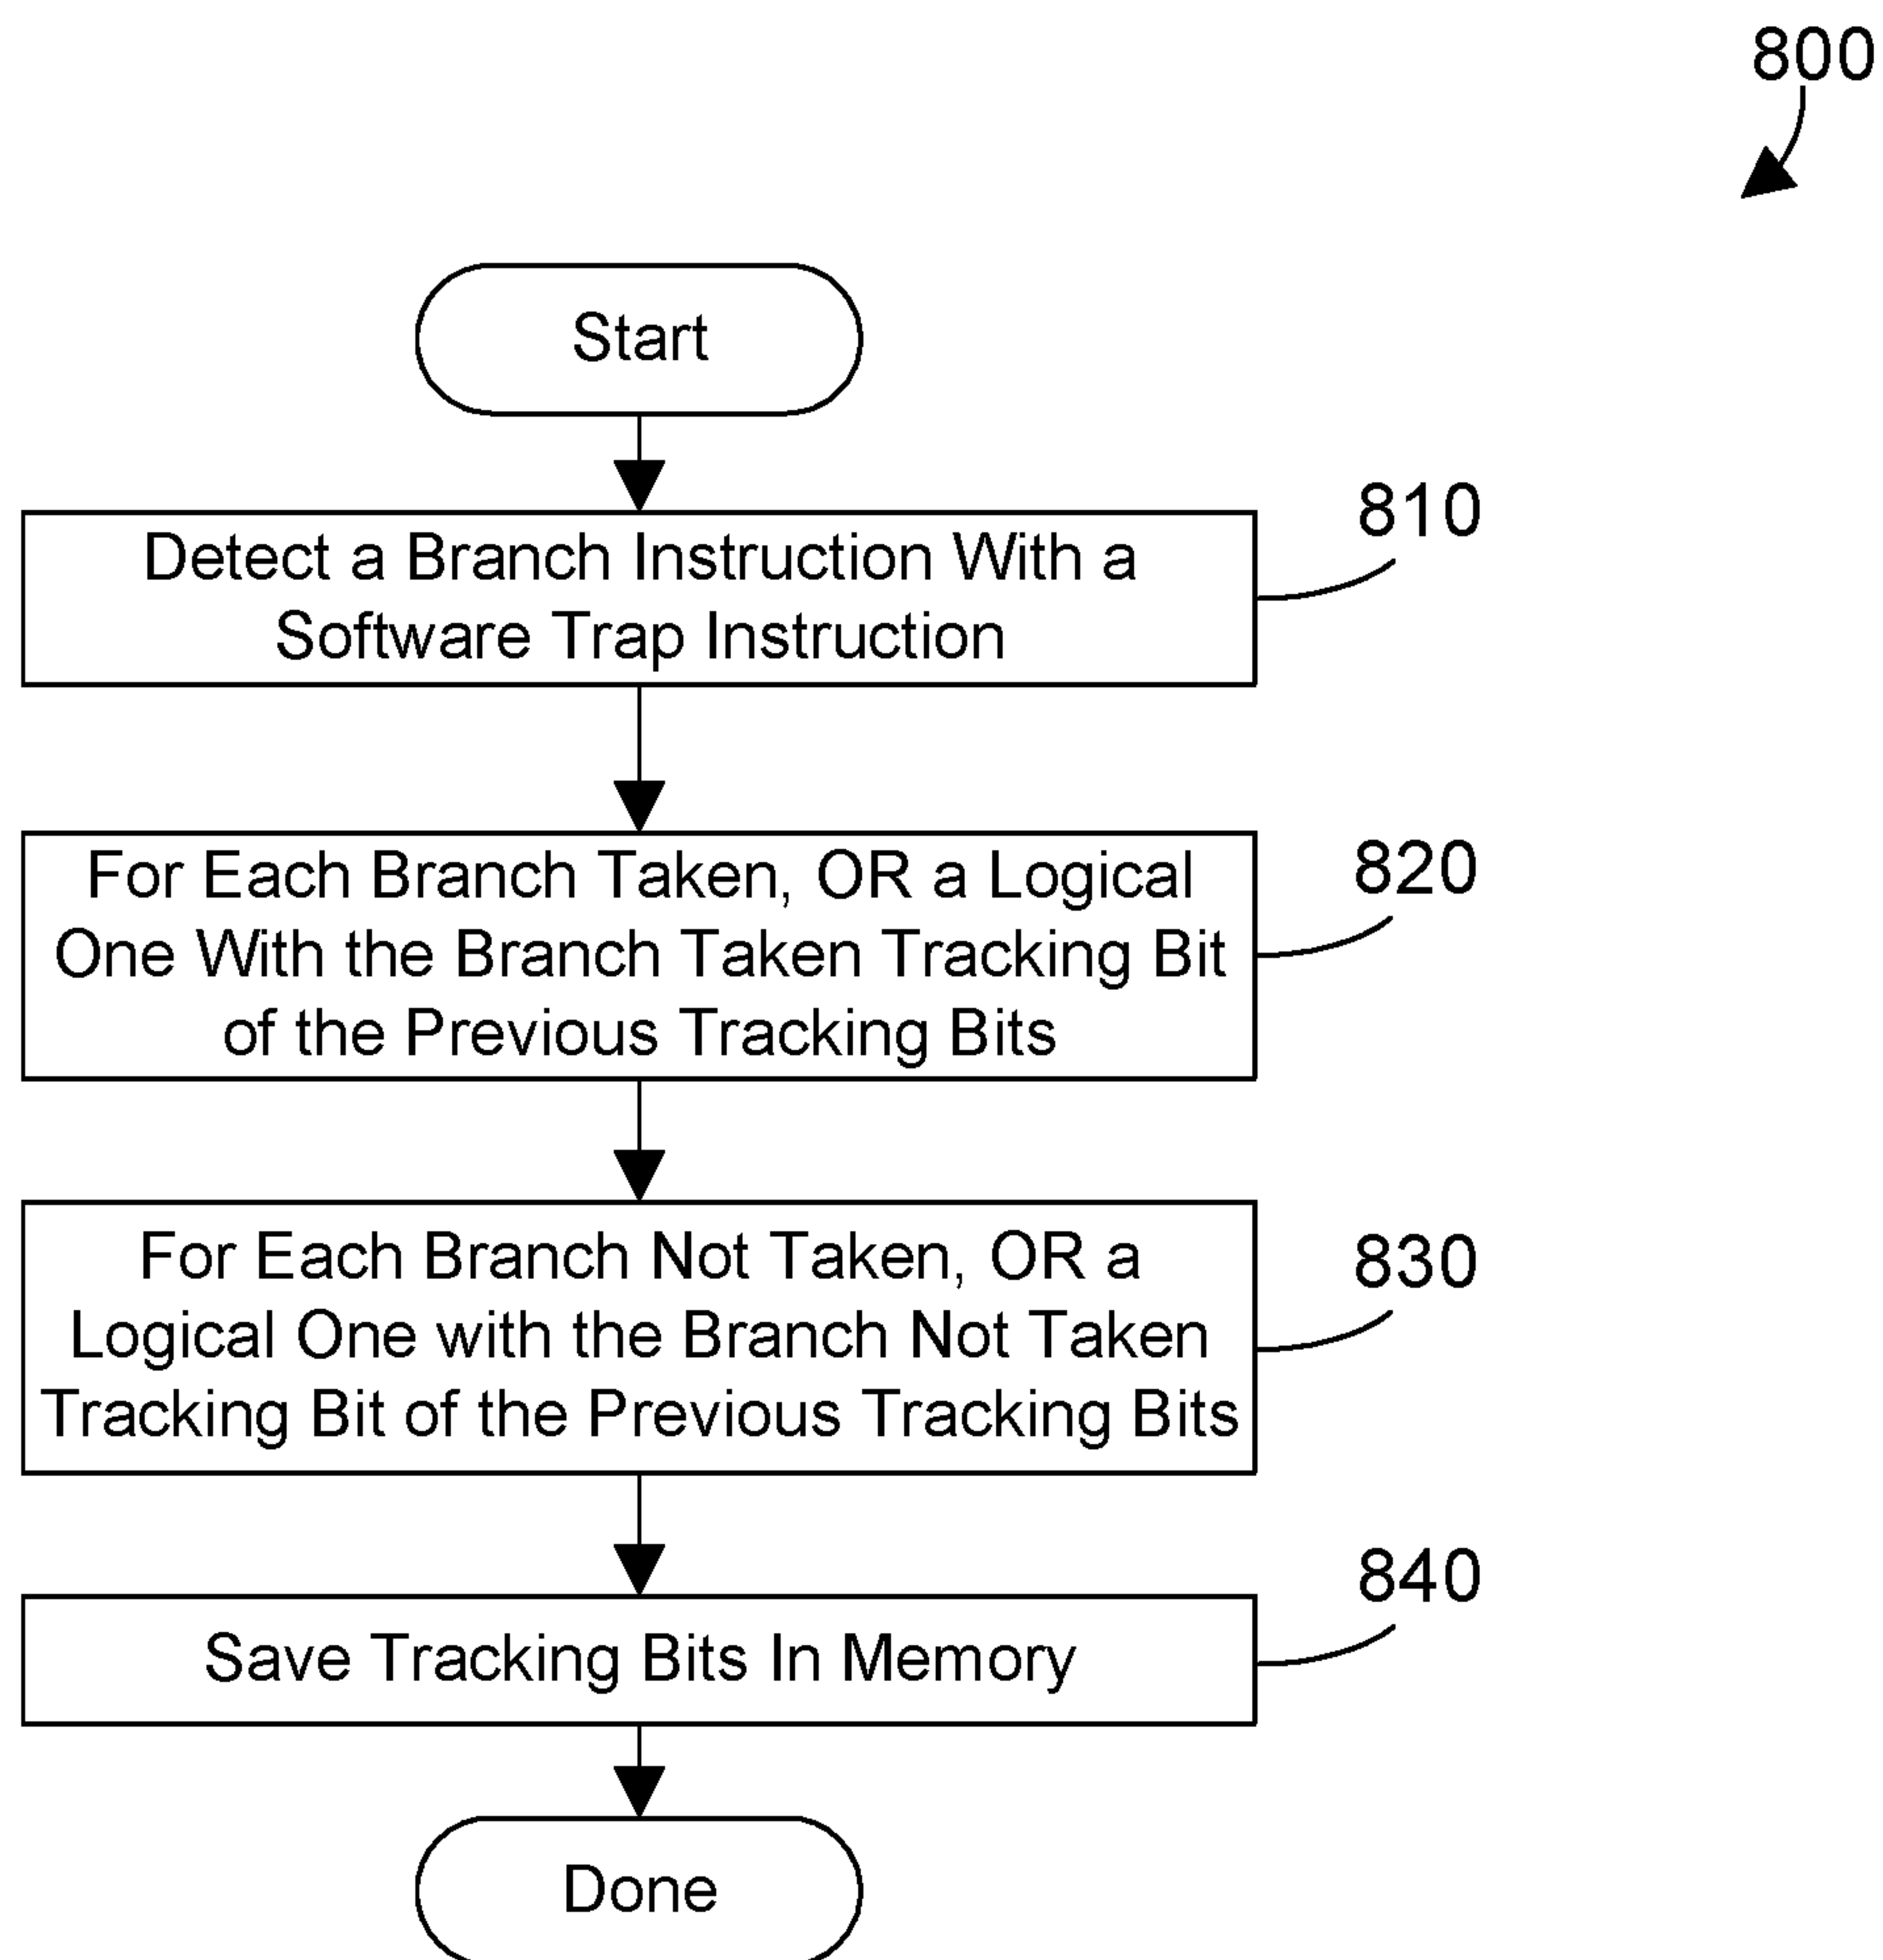 800
Start
Detect a Branch Instruction With a
Software Trap Instruction
810
For Each Branch Taken, OR a Logical
One With the Branch Taken Tracking Bit
of the Previous Tracking Bits
820
For Each Branch Not Taken, OR a
Logical One with the Branch Not Taken
Tracking Bit of the Previous Tracking Bits
830
Save Tracking Bits In Memory
840
Done